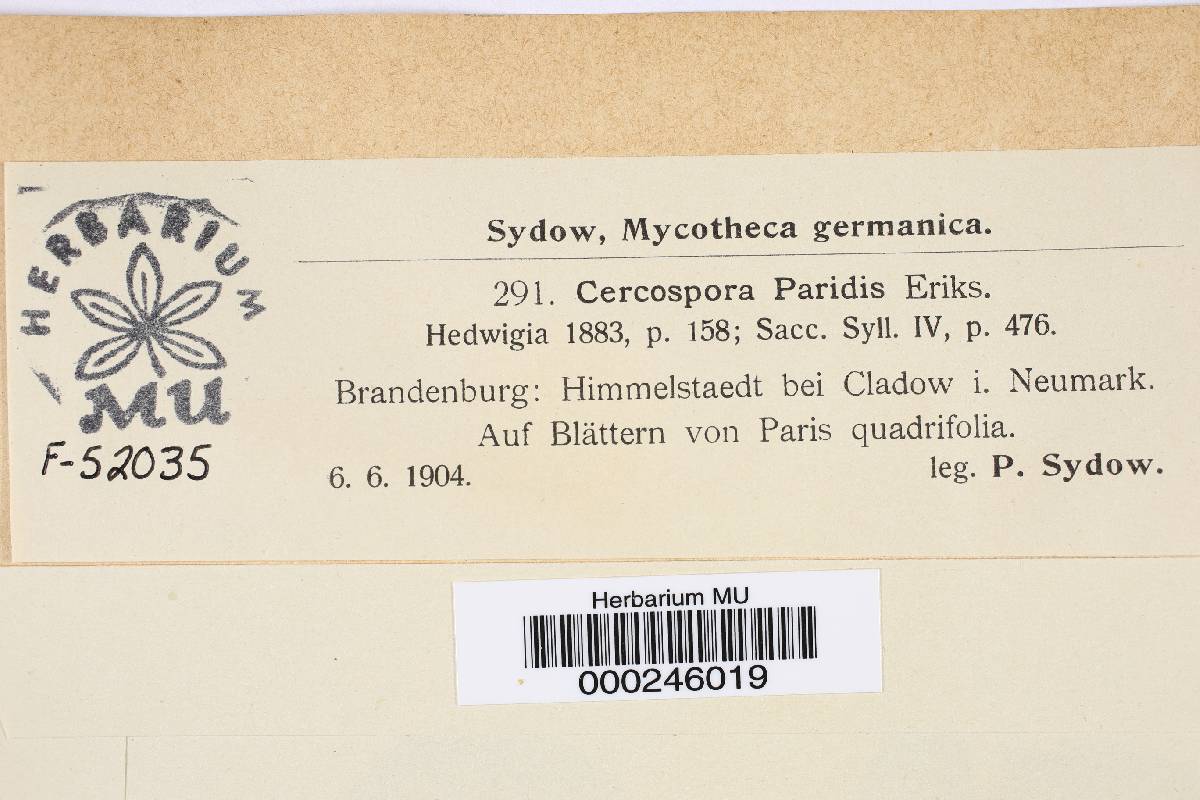 HERBARIUM
MU
F-52035
Sydow, Mycotheca germanica.
291. Cercospora Paridis Eriks.
Hedwigia 1883, p. 158; Sacc. Syll. IV, p. 476.
Brandenburg: Himmelstaedt bei Cladow i. Neumark.
Auf Blättern von Paris quadrifolia.
6. 6. 1904. leg. P. Sydow.
Herbarium MU
000246019